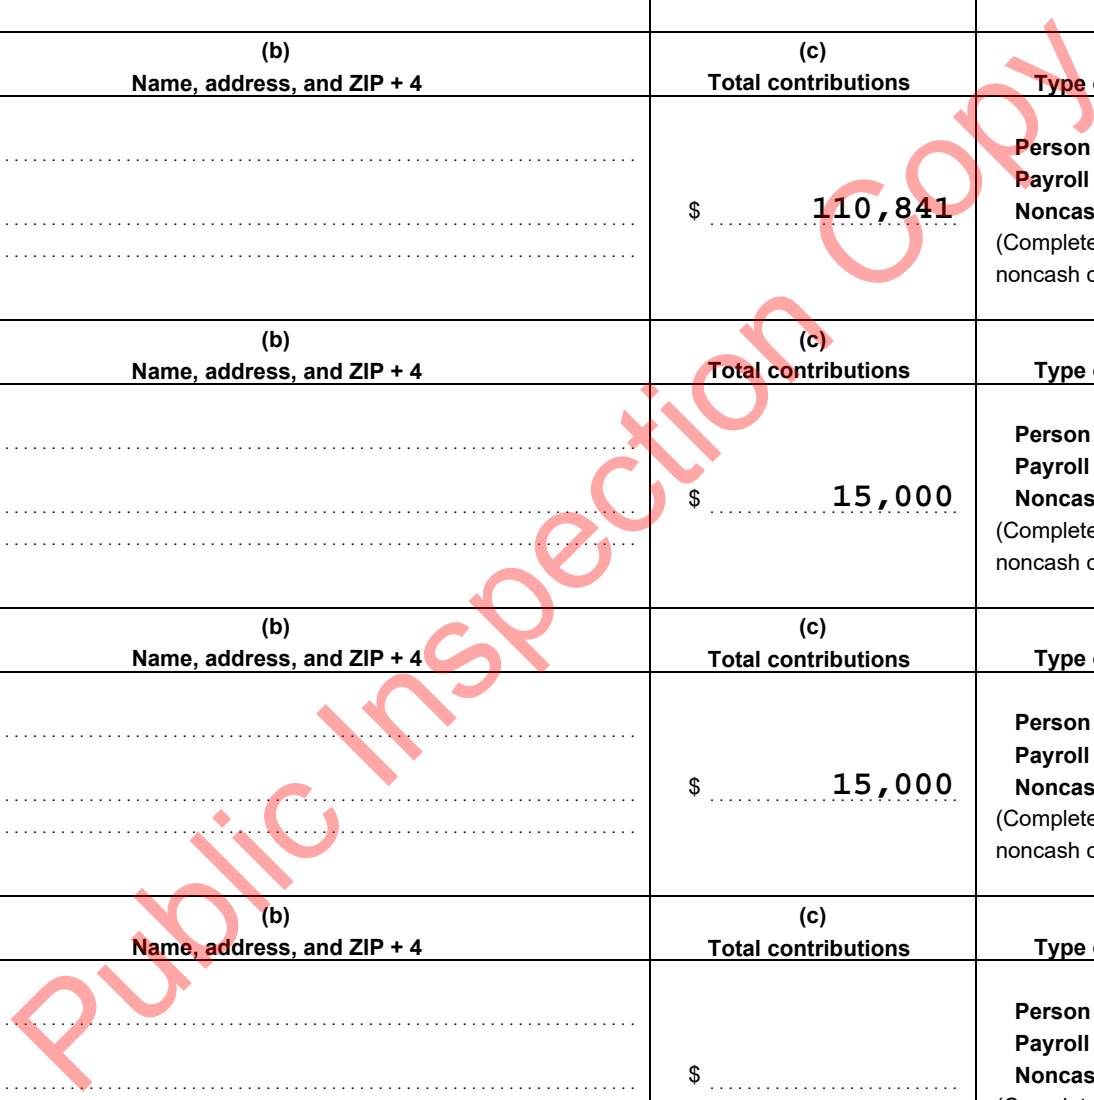 (b) (c)
Name, address, and ZIP + 4 Total contributions Type
Person
Payroll
$ 110,841 Noncas
(Complete
noncash
(b) (c)
Name, address, and ZIP + 4 Total contributions Type
Person
Payroll
$ 15,000 Noncas
(Complete
noncash
(b) (c)
Name, address, and ZIP + 4 Total contributions Type
Person
Payroll
$ 15,000 Noncas
(Complete
noncash
(b) (c)
Name, address, and ZIP + 4 Total contributions Type
Person
Payroll
$ Noncas
Public Inspection Copy